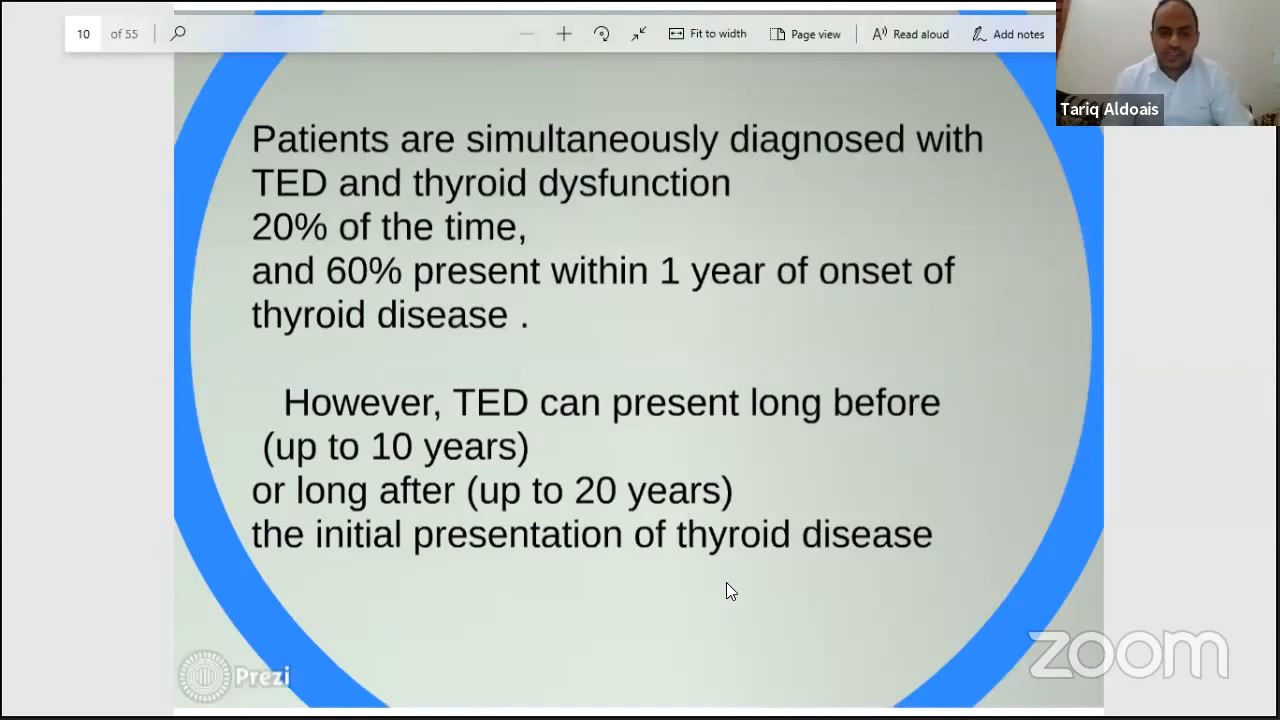 10 of 55
Fit to width
Page view
Read aloud
Add notes
Tariq Aldoais
Patients are simultaneously diagnosed with
TED and thyroid dysfunction
20% of the time,
and 60% present within 1 year of onset of
thyroid disease .
However, TED can present long before
(up to 10 years)
or long after (up to 20 years)
the initial presentation of thyroid disease
Prezi
zoom